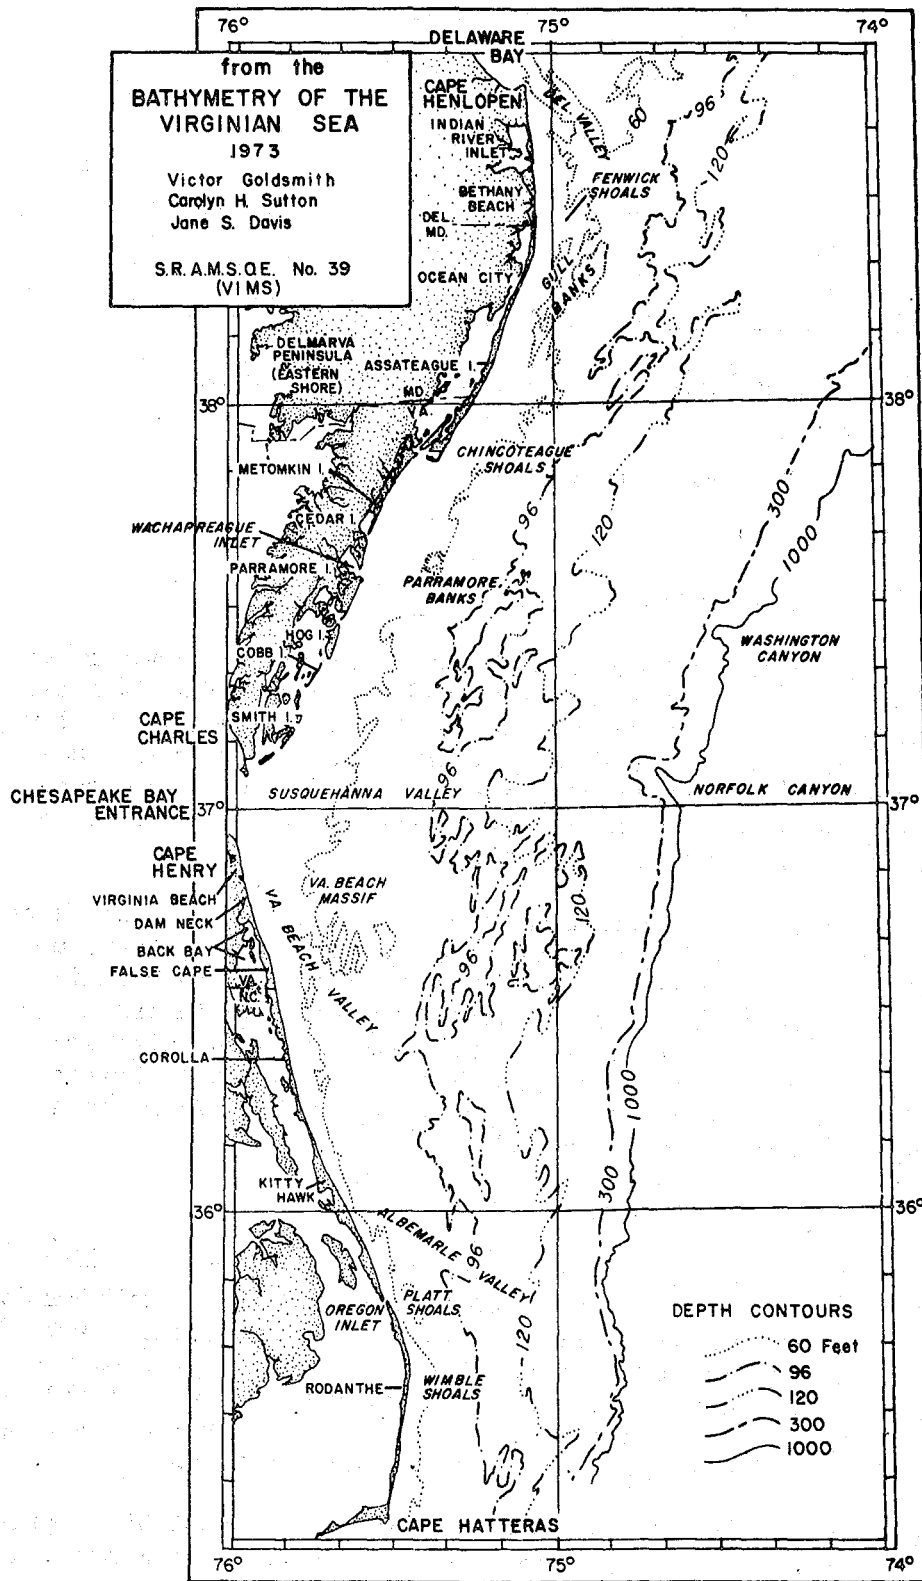 76°
75°
74°
DELAWARE
BAY
from the
BATHYMETRY OF THE
VIRGINIAN SEA
1973
Victor Goldsmith
Carolyn H. Sutton
Jane S. Davis
S.R.A.M.S.O.E. No. 39
(VIMS)
CAPE
HENLOPEN
INDIAN
RIVER
INLET
DEL VALLEY
60
96
120
FENWICK
SHOALS
BETHANY
BEACH
DEL.
MD.
OCEAN CITY
GULL
BANKS
DELMARVA
PENINSULA
(EASTERN
SHORE)
ASSATEAGUE I.
MD.
VA.
38°
38°
CHINCOTEAGUE
SHOALS
METOMKIN I.
CEDAR I.
WACHAPREAGUE
INLET
PARRAMORE I.
96
120
300
1000
PARRAMORE
BANKS
HOG I.
COBB I.
WASHINGTON
CANYON
SMITH I.
CAPE
CHARLES
96
CHESAPEAKE BAY
ENTRANCE
SUSQUEHANNA VALLEY
NORFOLK CANYON
37°
37°
CAPE
HENRY
VIRGINIA BEACH
DAM NECK
BACK BAY
FALSE CAPE
VA.
N.C.
VA. BEACH
MASSIF
VA. BEACH VALLEY
96
120
COROLLA
1000
300
KITTY
HAWK
36°
36°
ALBEMARLE VALLEY
96
PLATT
SHOALS
OREGON
INLET
120
RODANTHE
WIMBLE
SHOALS
DEPTH CONTOURS
60 Feet
96
120
300
1000
CAPE HATTERAS
76°
75°
74°